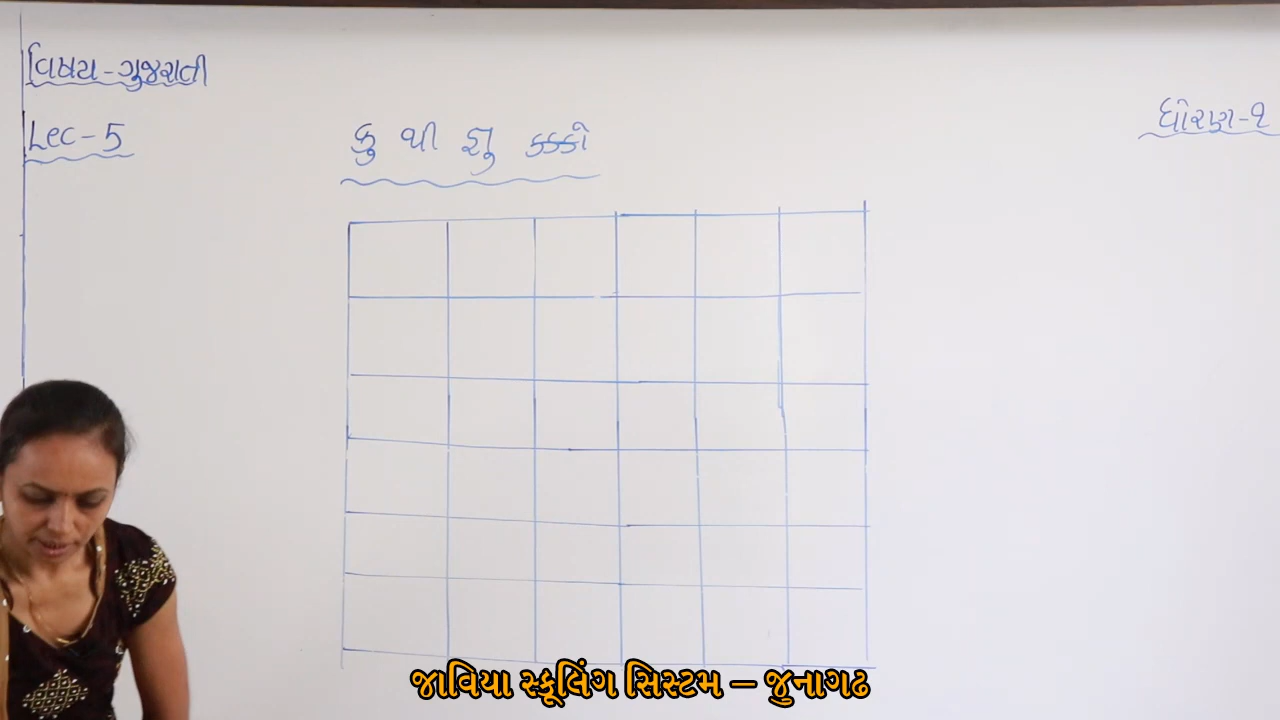 વિષય - ગુજરાતી
Lec - 5
ધોરણ - ૧
કુ થી જ્ઞુ કક્કો
જાવિયા સ્કૂલિંગ સિસ્ટમ – જુનાગઢ